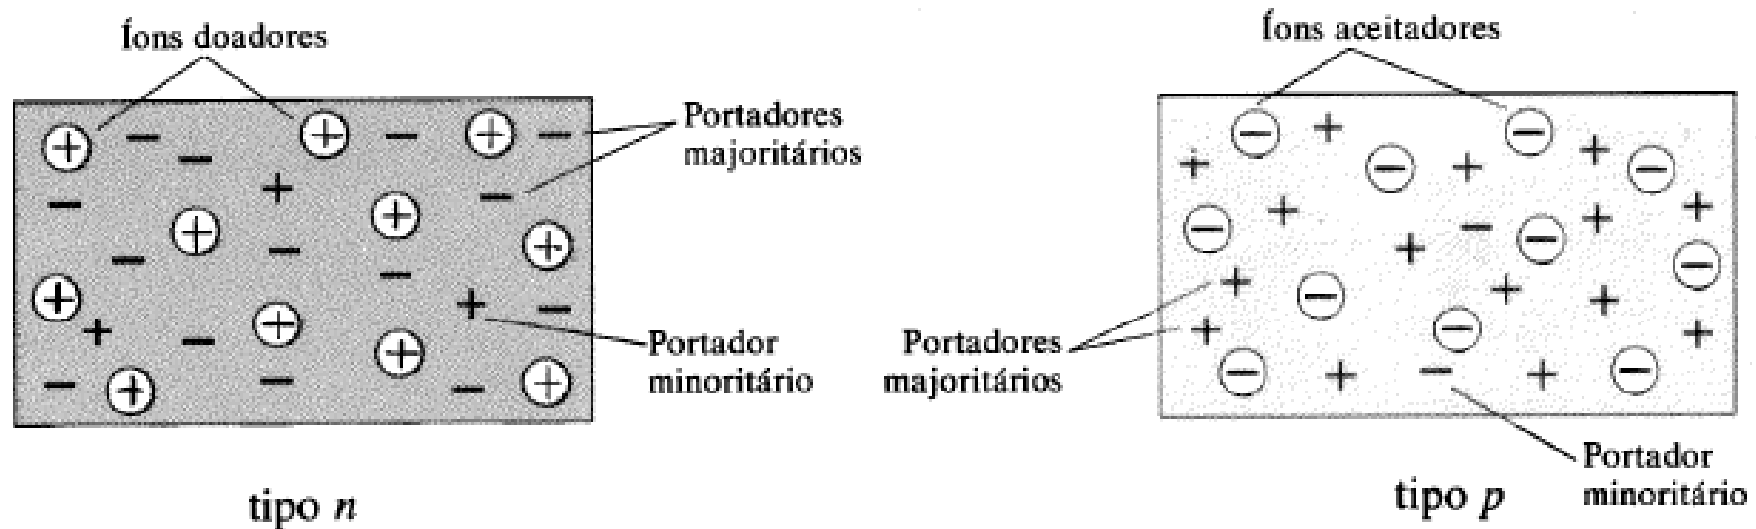 Íons doadores
Portadores
majoritários
Portador
minoritário
tipo n
Íons aceitadores
Portadores
majoritários
Portador
minoritário
tipo p